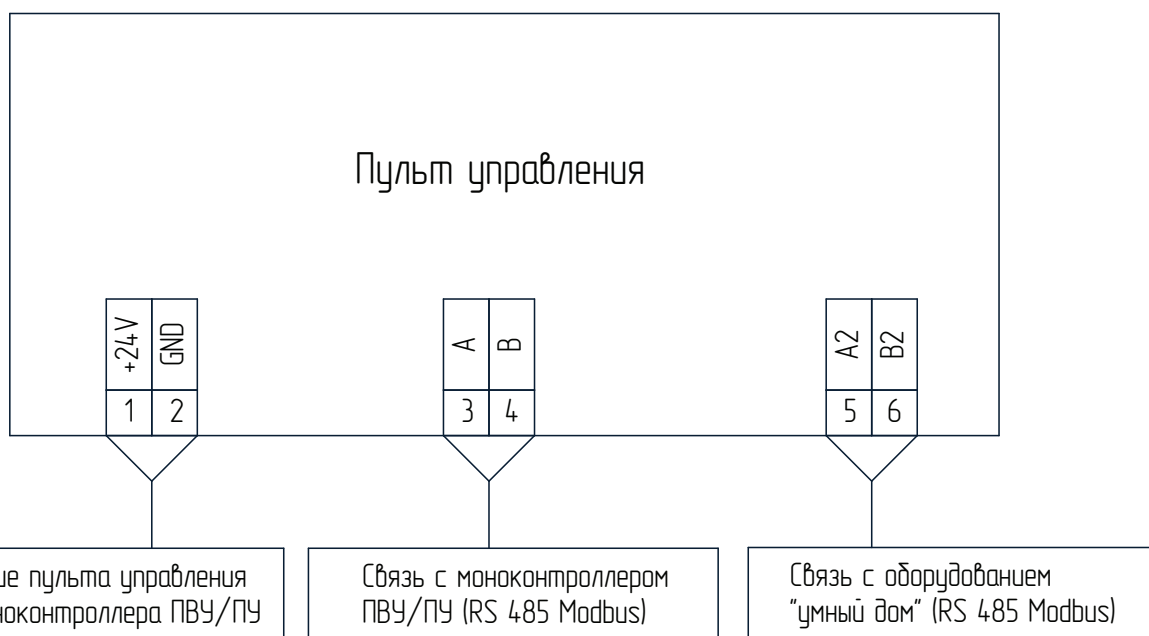 Пульт управления
+24V GND
A B
A2 B2
1 2
3 4
5 6
пульта управления
ПВУ/ПУ
Связь с моноконтроллером
ПВУ/ПУ (RS 485 Modbus)
Связь с оборудованием
"умный дом" (RS 485 Modbus)